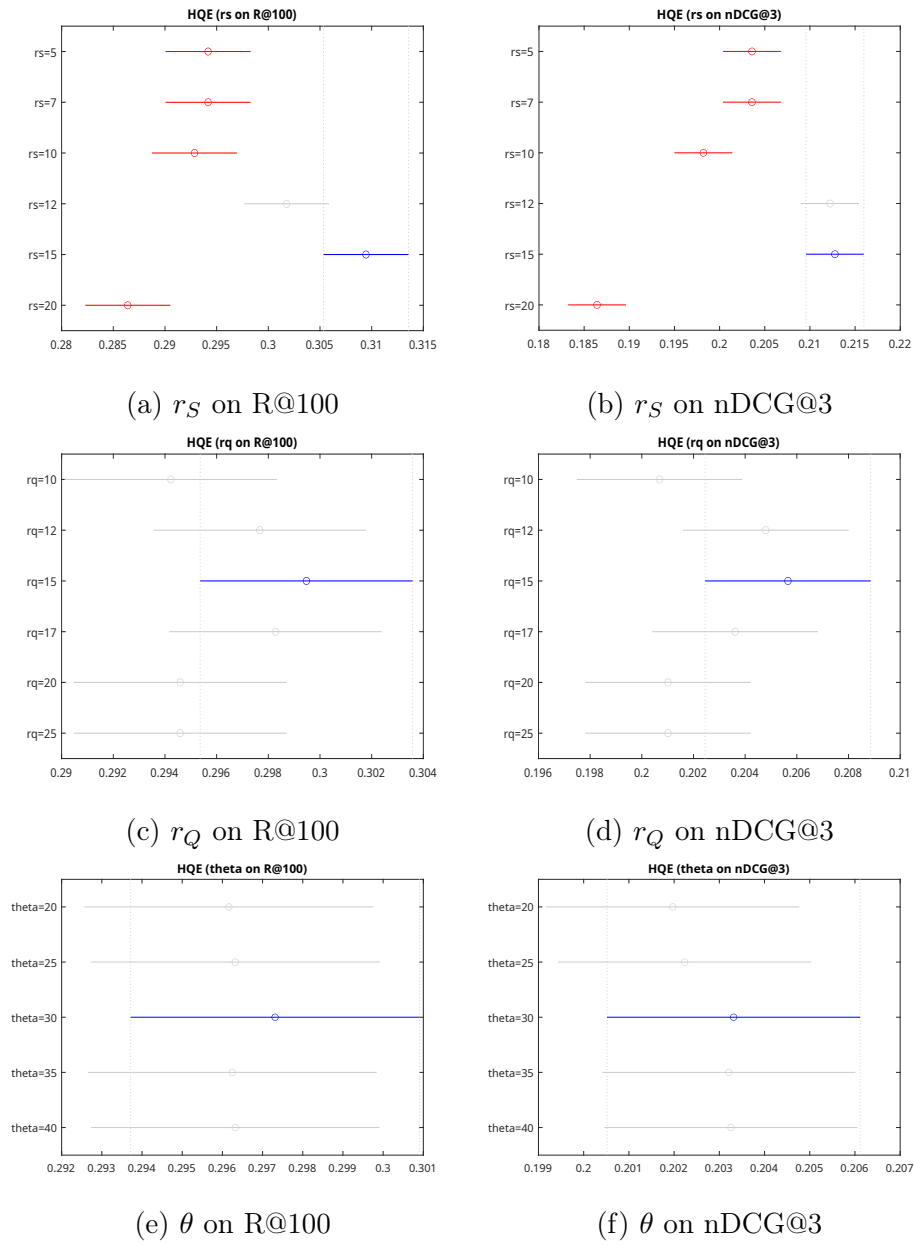 HQE (rs on R@100)
rs=5
rs=7
rs=10
rs=12
rs=15
rs=20
0.28 0.285 0.29 0.295 0.3 0.305 0.31 0.315
(a) r_S on R@100
HQE (rs on nDCG@3)
rs=5
rs=7
rs=10
rs=12
rs=15
rs=20
0.18 0.185 0.19 0.195 0.2 0.205 0.21 0.215 0.22
(b) r_S on nDCG@3
HQE (rq on R@100)
rq=10
rq=12
rq=15
rq=17
rq=20
rq=25
0.29 0.292 0.294 0.296 0.298 0.3 0.302 0.304
(c) r_Q on R@100
HQE (rq on nDCG@3)
rq=10
rq=12
rq=15
rq=17
rq=20
rq=25
0.196 0.198 0.2 0.202 0.204 0.206 0.208 0.21
(d) r_Q on nDCG@3
HQE (theta on R@100)
theta=20
theta=25
theta=30
theta=35
theta=40
0.292 0.293 0.294 0.295 0.296 0.297 0.298 0.299 0.3 0.301
(e) θ on R@100
HQE (theta on nDCG@3)
theta=20
theta=25
theta=30
theta=35
theta=40
0.199 0.2 0.201 0.202 0.203 0.204 0.205 0.206 0.207
(f) θ on nDCG@3